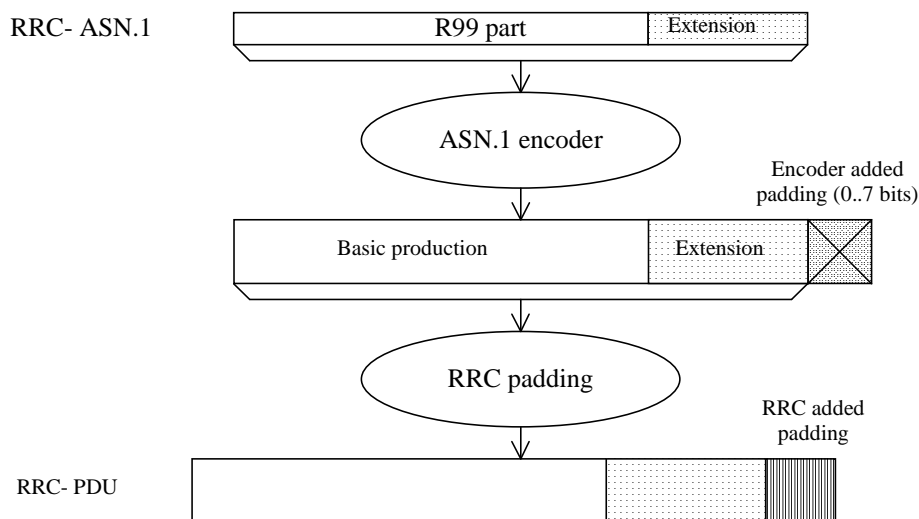 RRC- ASN.1
R99 part
Extension
ASN.1 encoder
Encoder added
padding (0..7 bits)
Basic production
Extension
RRC padding
RRC added
padding
RRC- PDU